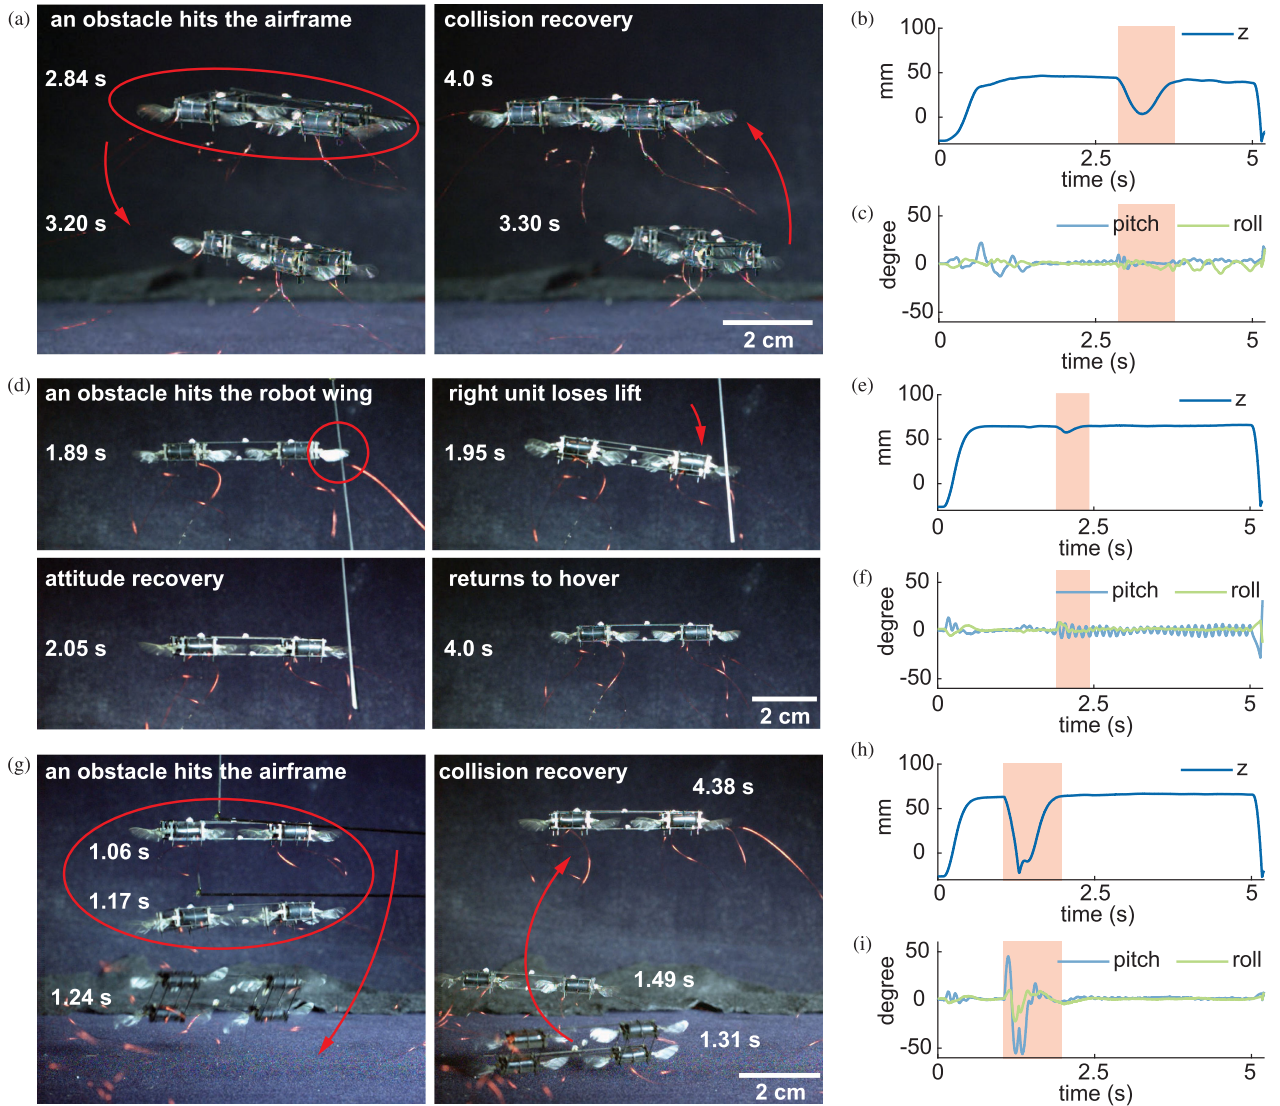 (a)
an obstacle hits the airframe
2.84 s
3.20 s
collision recovery
4.0 s
3.30 s
2 cm
(b)
100
50
0
mm
z
0
2.5
5
time (s)
(c)
50
0
-50
degree
pitch
roll
0
2.5
5
time (s)
(d)
an obstacle hits the robot wing
1.89 s
right unit loses lift
1.95 s
attitude recovery
2.05 s
returns to hover
4.0 s
2 cm
(e)
100
50
0
mm
z
0
2.5
5
time (s)
(f)
50
0
-50
degree
pitch
roll
0
2.5
5
time (s)
(g)
an obstacle hits the airframe
1.06 s
1.17 s
1.24 s
collision recovery
4.38 s
1.49 s
1.31 s
2 cm
(h)
100
50
0
mm
z
0
2.5
5
time (s)
(i)
50
0
-50
degree
pitch
roll
0
2.5
5
time (s)